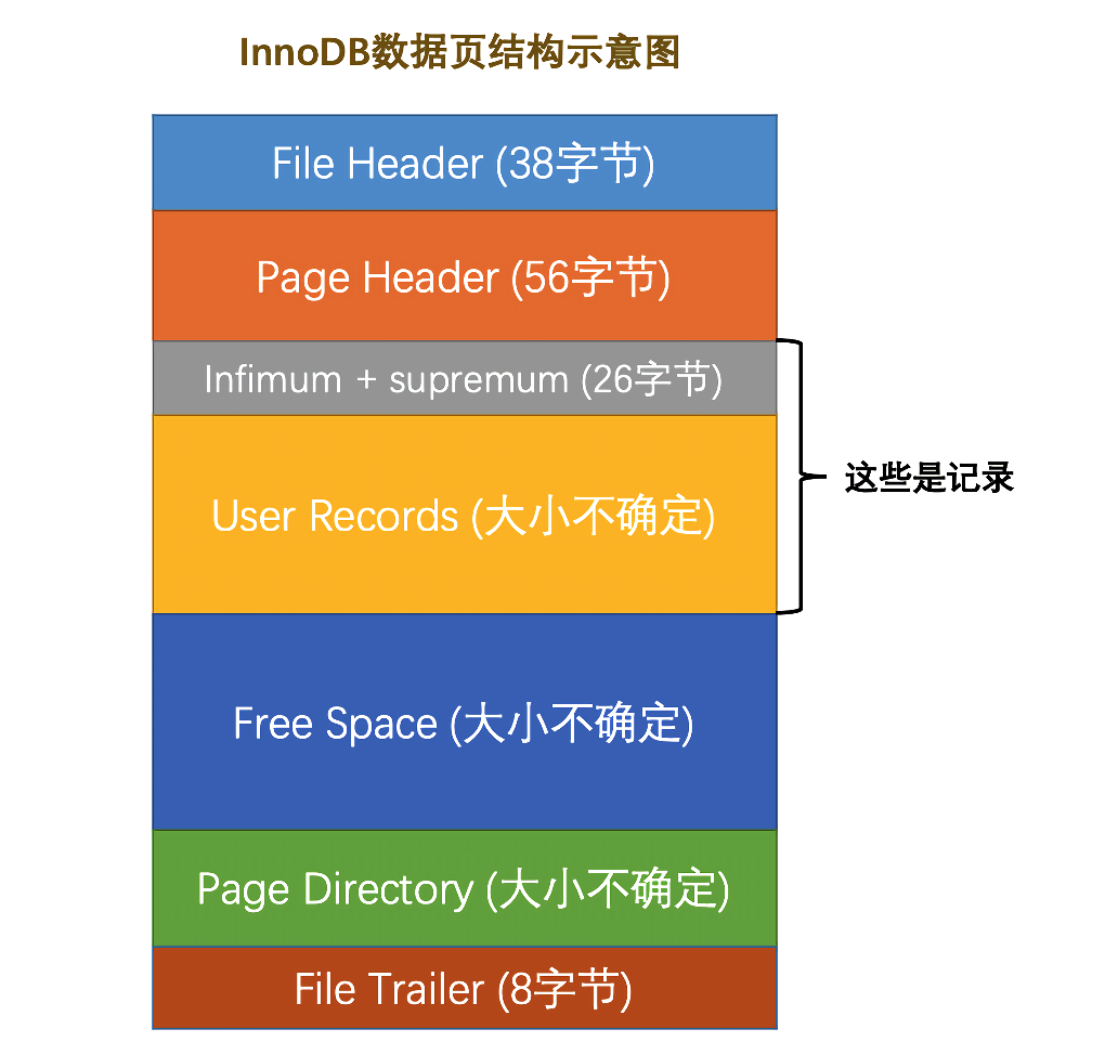 InnoDB数据页结构示意图
File Header (38字节)
Page Header (56字节)
Infimum + supremum (26字节)
这些是记录
User Records (大小不确定)
Free Space (大小不确定)
Page Directory (大小不确定)
File Trailer (8字节)